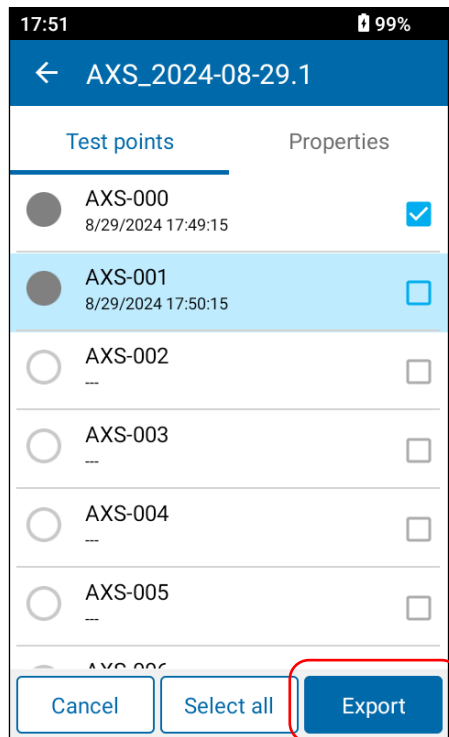 17:51 99%
AXS_2024-08-29.1
Test points Properties
AXS-000
8/29/2024 17:49:15
AXS-001
8/29/2024 17:50:15
AXS-002
---
AXS-003
---
AXS-004
---
AXS-005
---
AXS-006
Cancel Select all Export